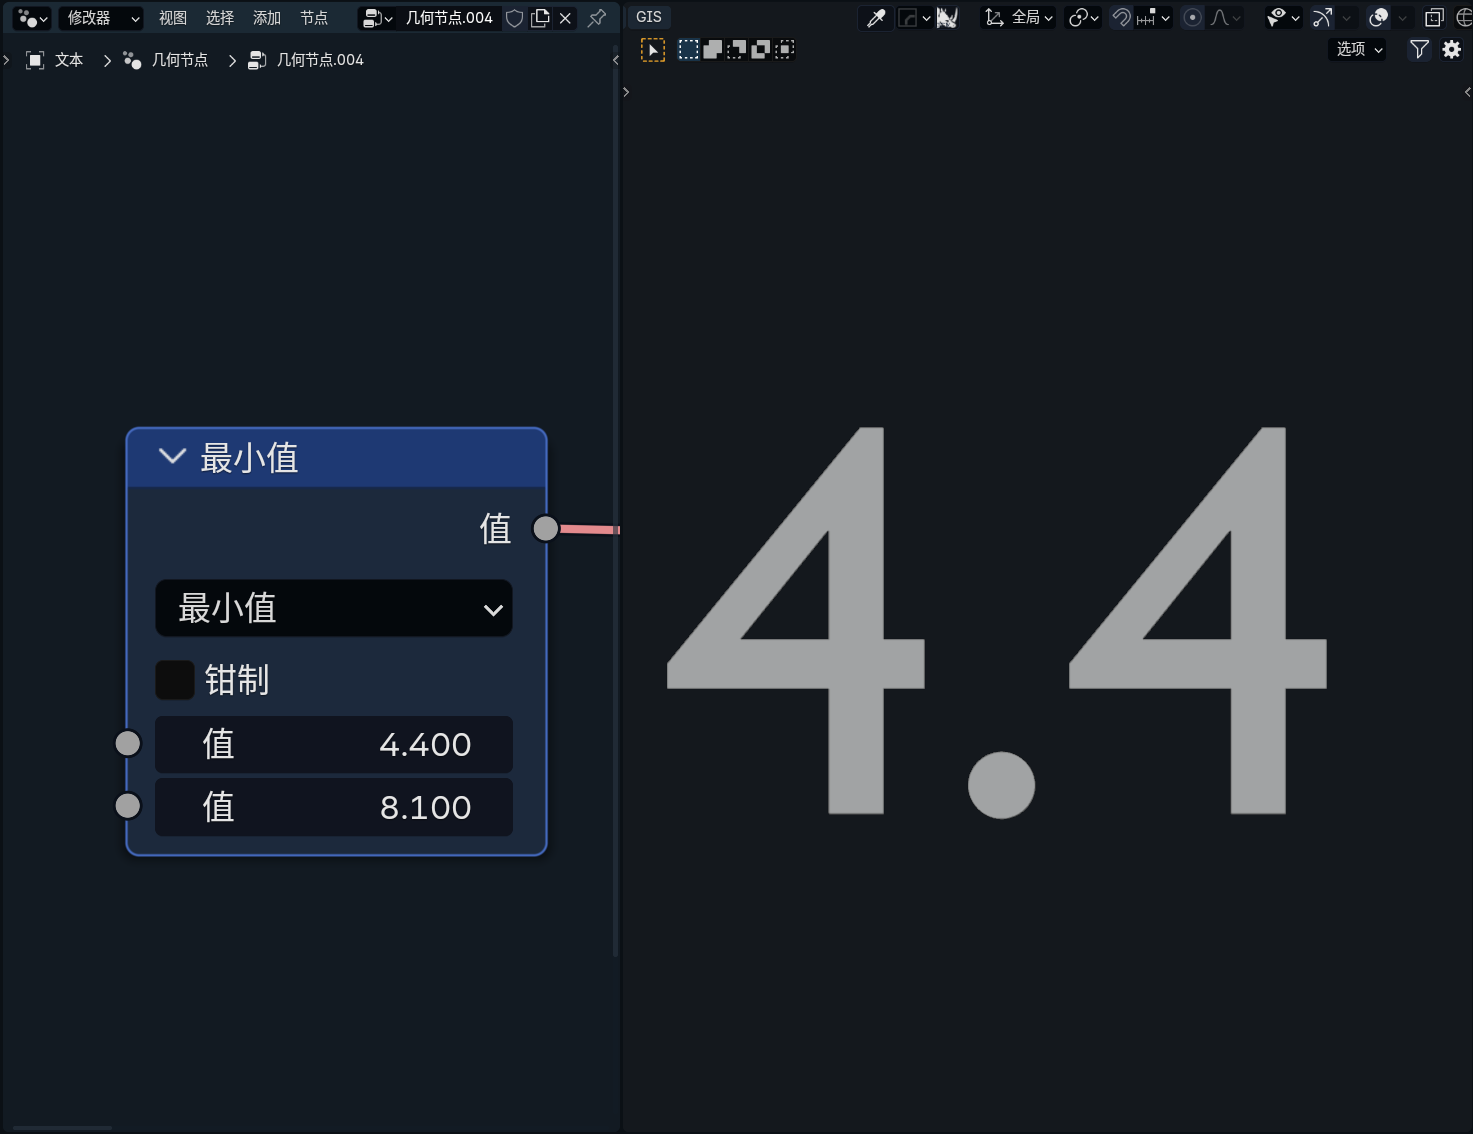 修改器 视图 选择 添加 节点 几何节点.004
文本 几何节点 几何节点.004
最小值
值
最小值
钳制
值 4.400
值 8.100
GIS
全局
选项
4.4